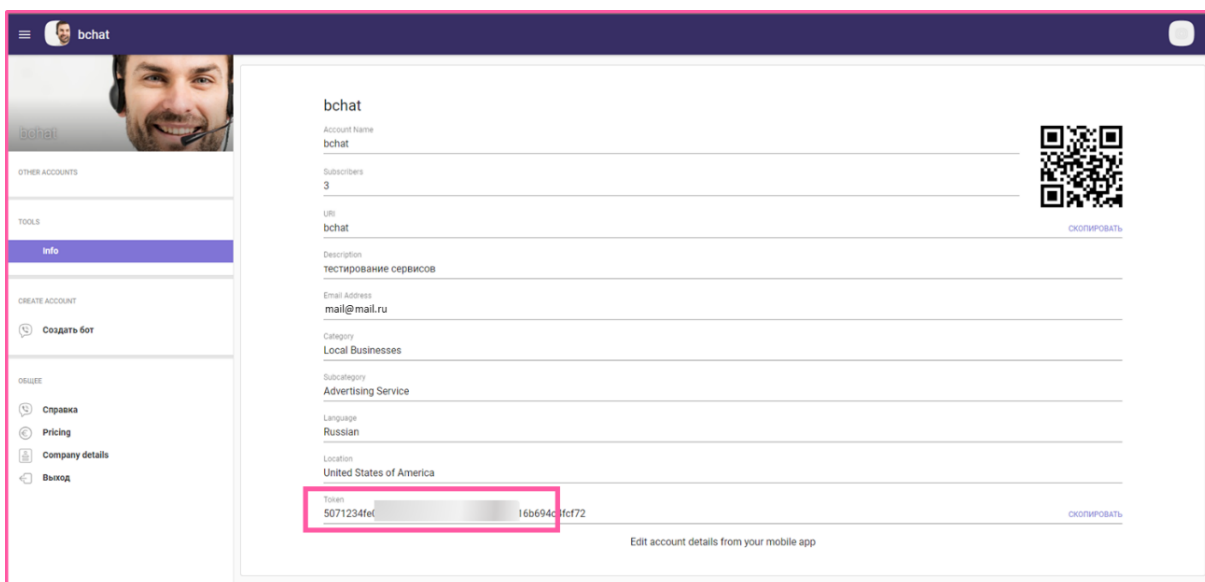 bchat
bchat
OTHER ACCOUNTS
TOOLS
Info
CREATE ACCOUNT
Создать бот
ОБЩЕЕ
Справка
Pricing
Company details
Выход
bchat
Account Name
bchat
Subscribers
3
URI
bchat
СКОПИРОВАТЬ
Description
тестирование сервисов
Email Address
mail@mail.ru
Category
Local Businesses
Subcategory
Advertising Service
Language
Russian
Location
United States of America
Token
СКОПИРОВАТЬ
Edit account details from your mobile app